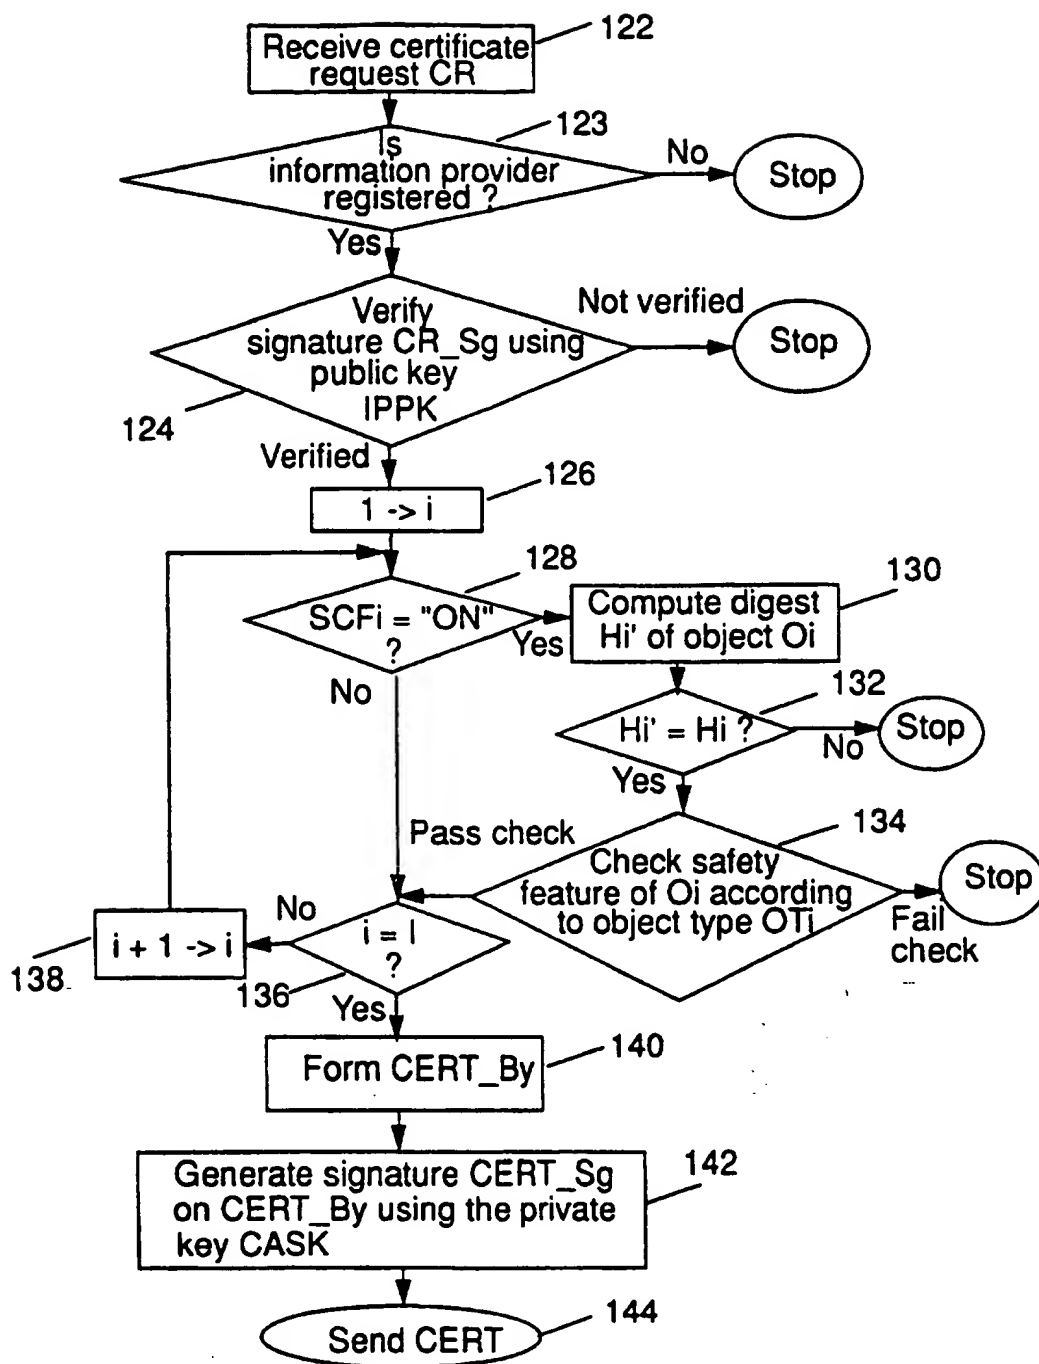 122
Receive certificate
request CR
123
Is
information provider
registered ?
No
Stop
Yes
Verify
signature CR_Sg using
public key
IPPK
Not verified
Stop
124
Verified
126
1 -> i
128
SCFi = "ON"
?
Yes
No
130
Compute digest
Hi' of object Oi
132
Hi' = Hi ?
No
Stop
Yes
134
Pass check
Check safety
feature of Oi according
to object type OTi
Stop
Fail
check
No
i = I
?
138
i + 1 -> i
136
Yes
140
Form CERT_By
142
Generate signature CERT_Sg
on CERT_By using the private
key CASK
144
Send CERT